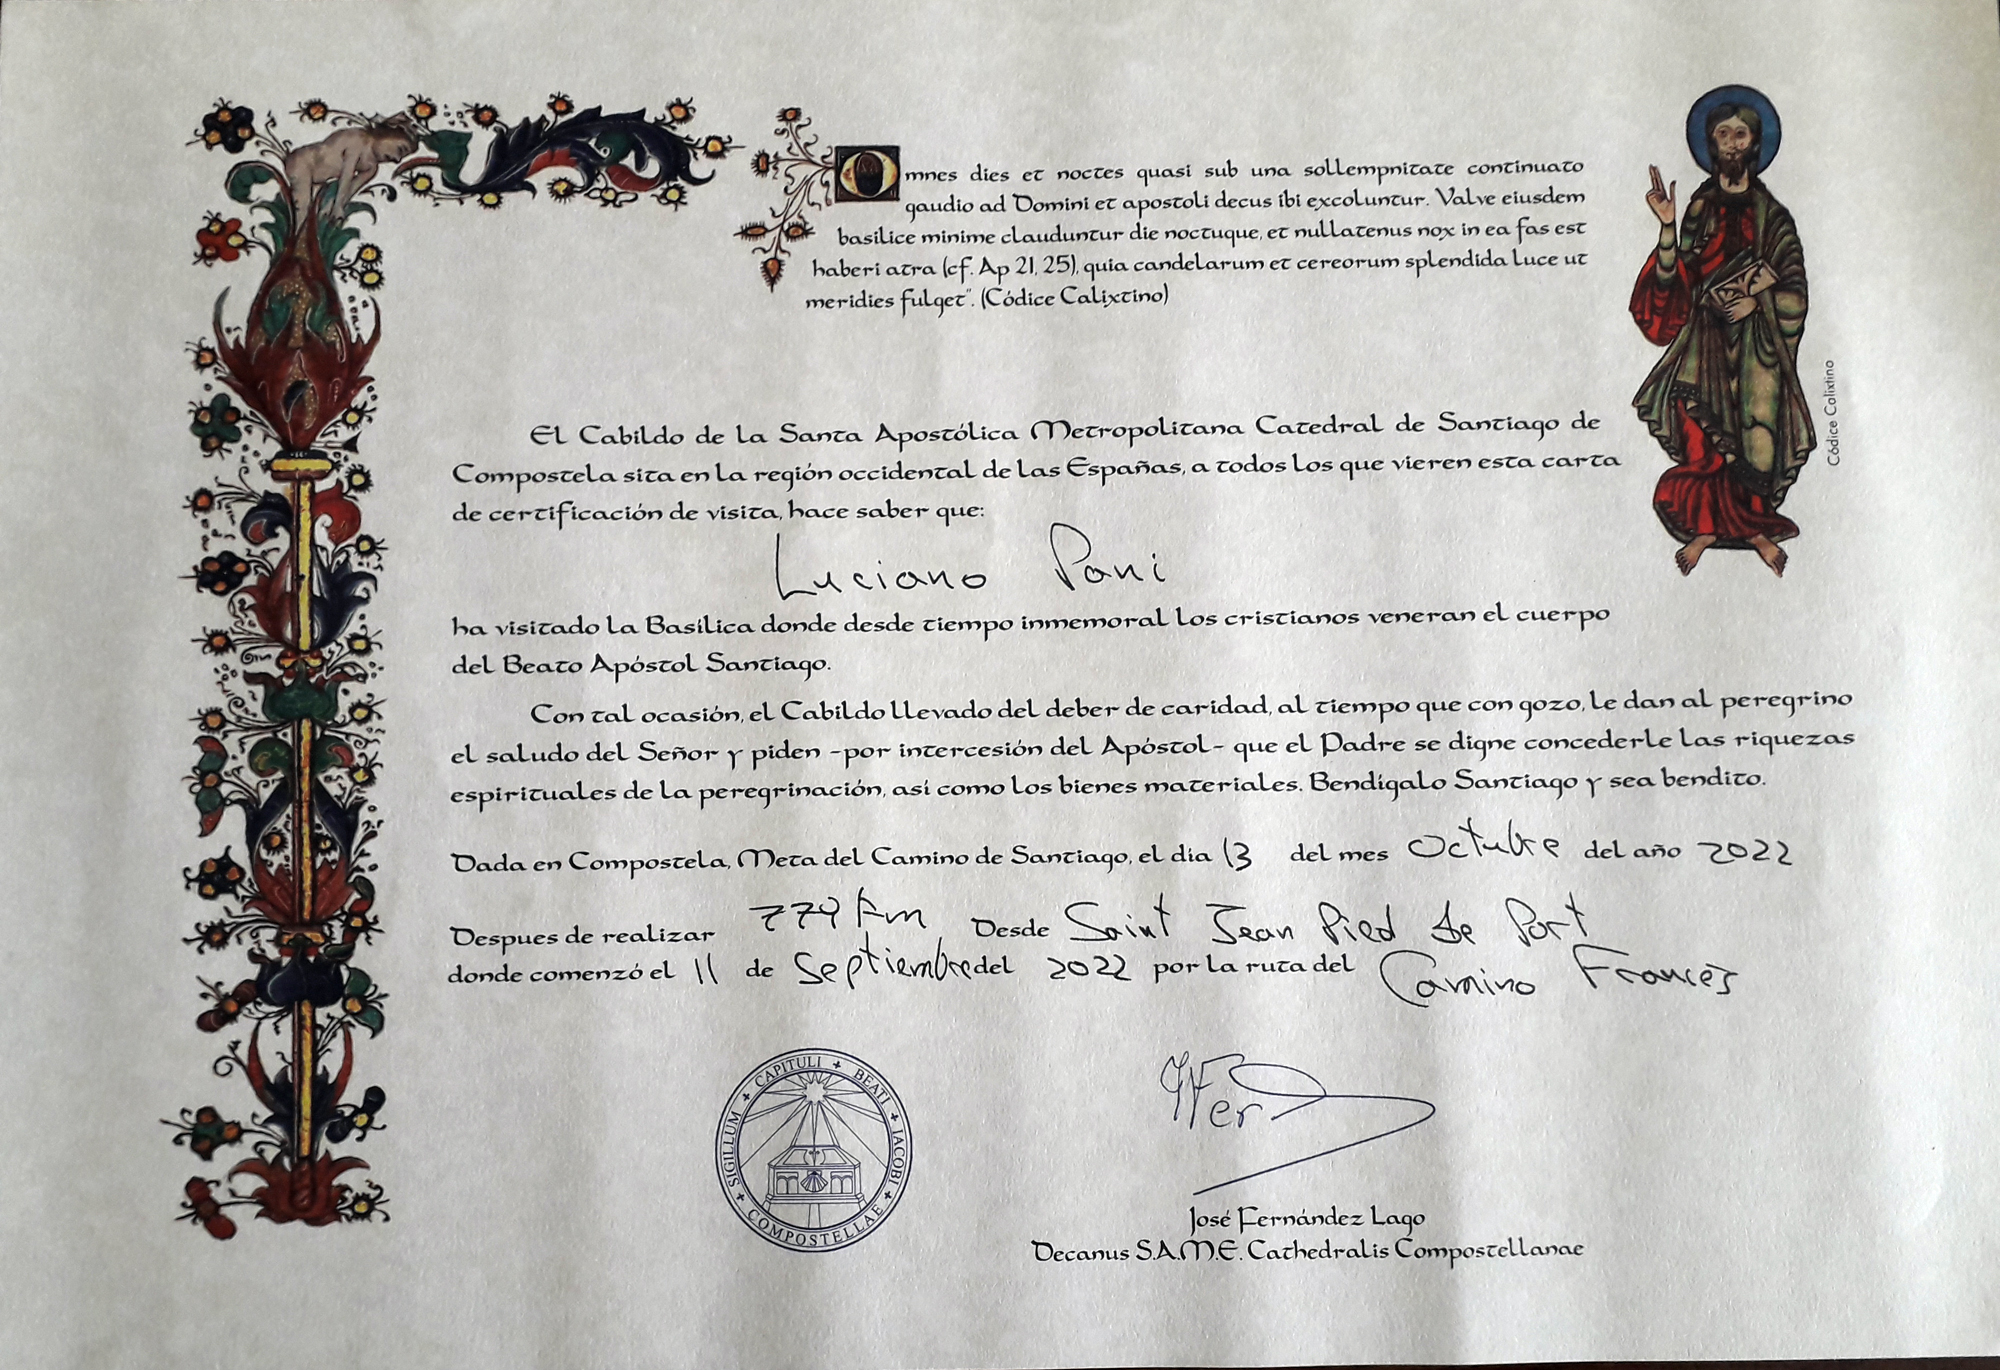 Omnes dies et noctes quasi sub una sollempnitate continuato
gaudio ad Domini et apostoli decus ibi excoluntur. Valve eiusdem
basilice minime clauduntur die noctuque, et nullatenus nox in ea fas est
haberi atra (cf. Ap 21, 25), quia candelarum et cereorum splendida luce ut
meridies fulget". (Códice Calixtino)
Códice Calixtino
El Cabildo de la Santa Apostólica Metropolitana Catedral de Santiago de
Compostela sita en la región occidental de las Españas, a todos los que vieren esta carta
de certificación de visita, hace saber que:
Luciano Pani
ha visitado la Basílica donde desde tiempo inmemorial los cristianos veneran el cuerpo
del Beato Apóstol Santiago.
Con tal ocasión, el Cabildo llevado del deber de caridad, al tiempo que con gozo, le dan al peregrino
el saludo del Señor y piden -por intercesión del Apóstol- que el Padre se digne concederle las riquezas
espirituales de la peregrinación, así como los bienes materiales. Bendígalo Santiago y sea bendito.
Dada en Compostela, Meta del Camino de Santiago, el día 13 del mes Octubre del año 2022
Despues de realizar 779 Km Desde Saint Jean Pied de Port
donde comenzó el 11 de Septiembre del 2022 por la ruta del Camino Francés
SIGILLUM + CAPITULI + BEATI + IACOBI + COMPOSTELLAE +
José Fernández Lago
Decanus S.A.M.E. Cathedralis Compostellanae